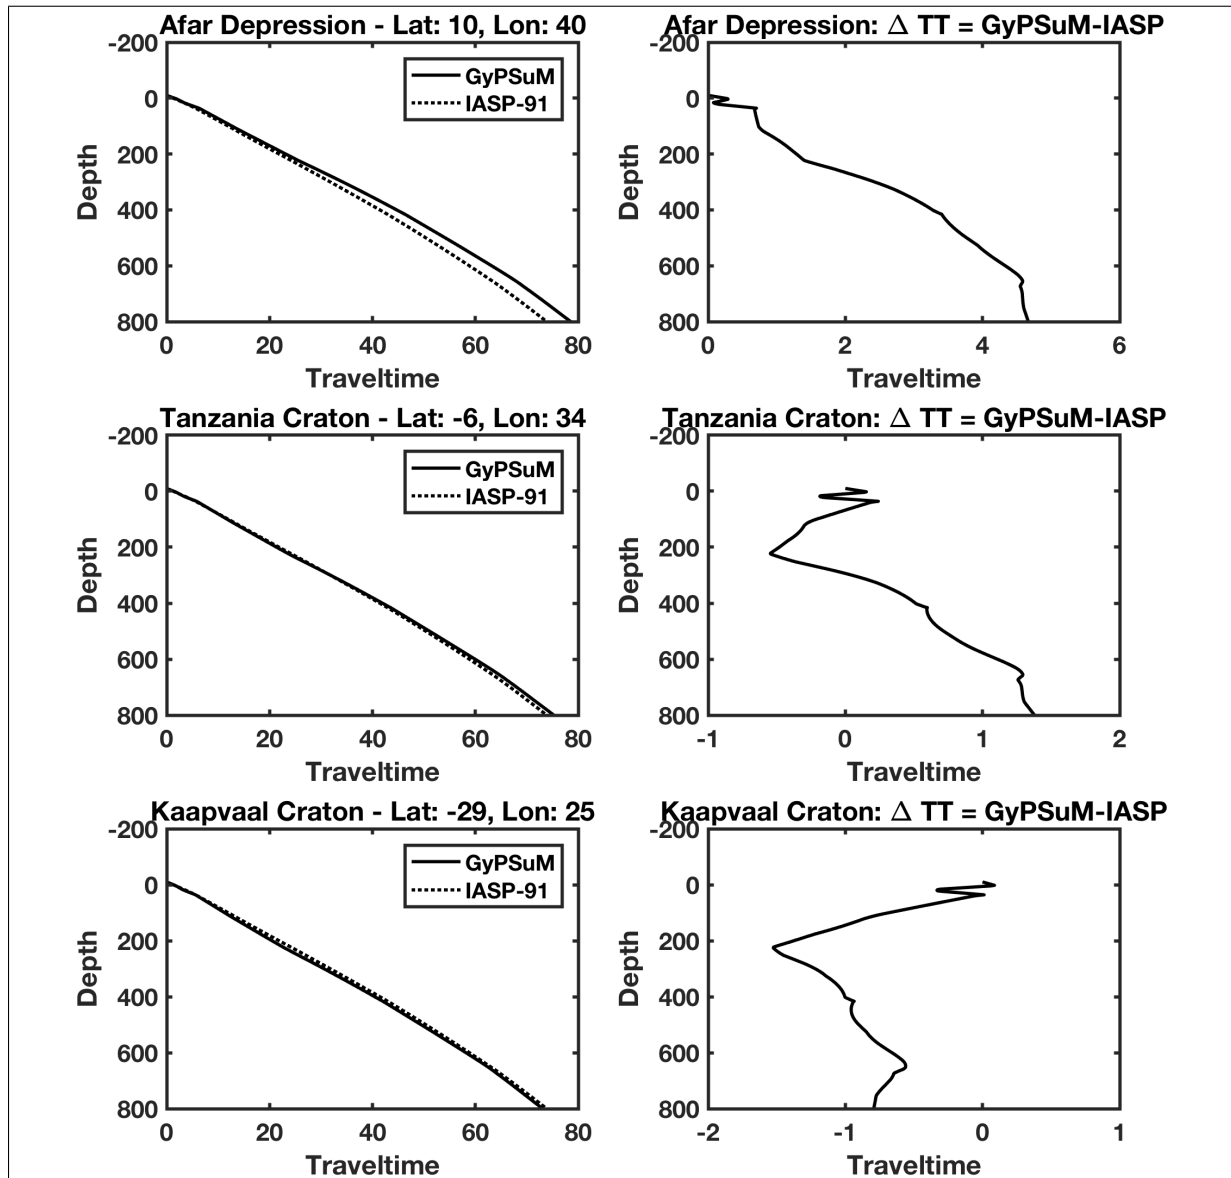 Afar Depression - Lat: 10, Lon: 40
-200
0
200
400
600
800
Depth
GyPSuM
IASP-91
0 20 40 60 80
Traveltime
Afar Depression: Δ TT = GyPSuM-IASP
-200
0
200
400
600
800
Depth
0 2 4 6
Traveltime
Tanzania Craton - Lat: -6, Lon: 34
-200
0
200
400
600
800
Depth
GyPSuM
IASP-91
0 20 40 60 80
Traveltime
Tanzania Craton: Δ TT = GyPSuM-IASP
-200
0
200
400
600
800
Depth
-1 0 1 2
Traveltime
Kaapvaal Craton - Lat: -29, Lon: 25
-200
0
200
400
600
800
Depth
GyPSuM
IASP-91
0 20 40 60 80
Traveltime
Kaapvaal Craton: Δ TT = GyPSuM-IASP
-200
0
200
400
600
800
Depth
-2 -1 0 1
Traveltime